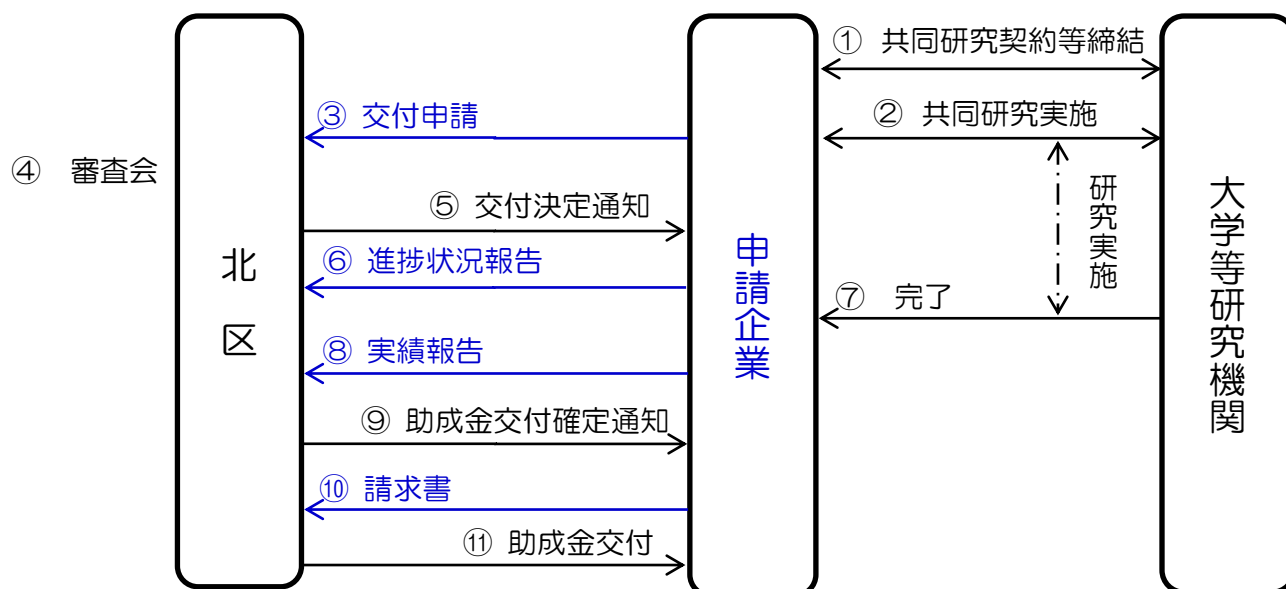 ① 共同研究契約等締結
② 共同研究実施
③ 交付申請
④ 審査会
⑤ 交付決定通知
⑥ 進捗状況報告
⑦ 完了
⑧ 実績報告
⑨ 助成金交付確定通知
⑩ 請求書
⑪ 助成金交付
北区
申請企業
研究実施
大学等研究機関